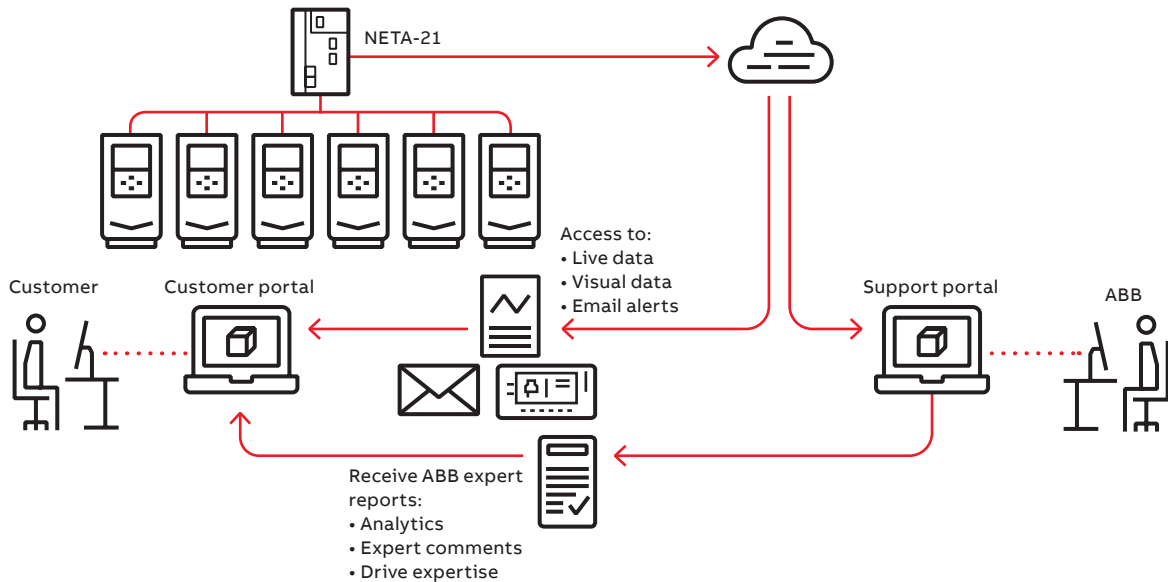 NETA-21
Access to:
• Live data
• Visual data
• Email alerts
Customer
Customer portal
Support portal
ABB
Receive ABB expert
reports:
• Analytics
• Expert comments
• Drive expertise